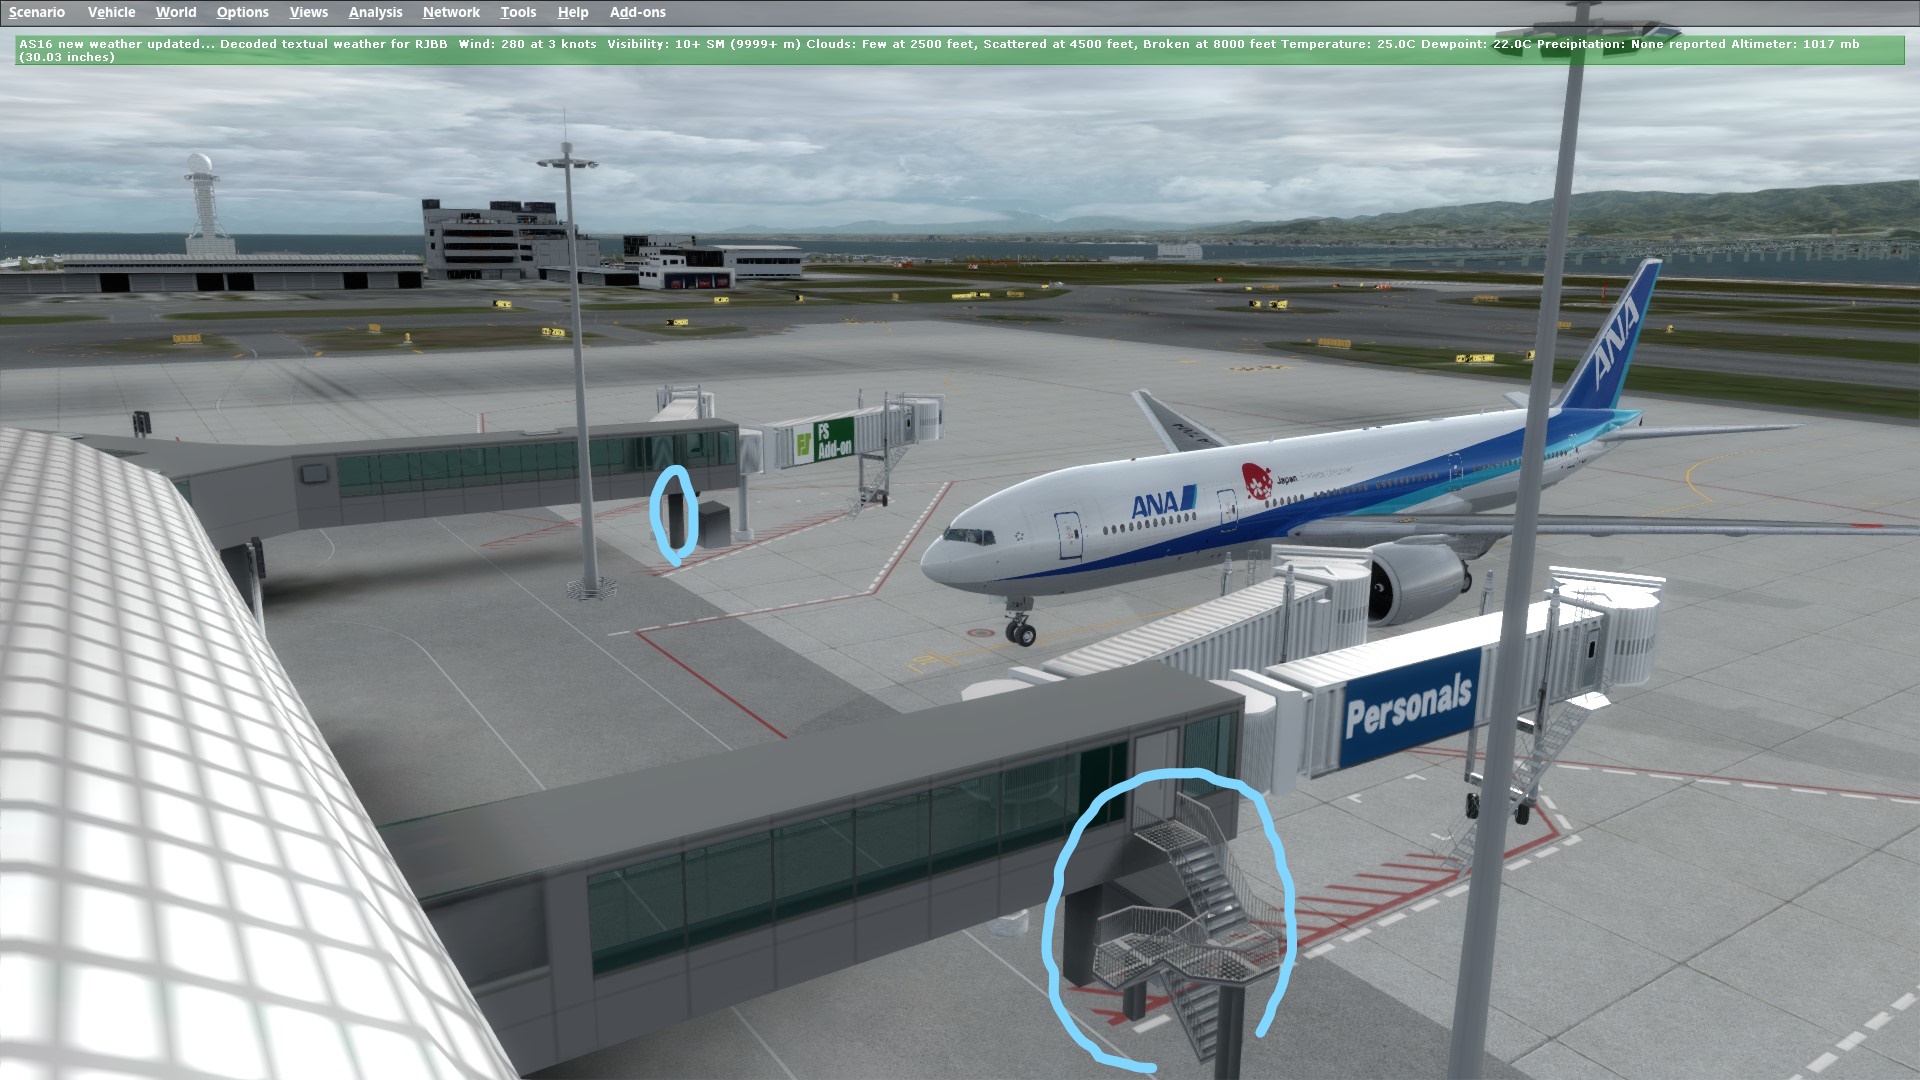 Scenario Vehicle World Options Views Analysis Network Tools Help Add-ons
AS16 new weather updated... Decoded textual weather for RJBB Wind: 280 at 3 knots Visibility: 10+ SM (9999+ m) Clouds: Few at 2500 feet, Scattered at 4500 feet, Broken at 8000 feet Temperature: 25.0C Dewpoint: 22.0C Precipitation: None reported Altimeter: 1017 mb
(30.03 inches)
ANA
FS
Add-on
ANA
Japan
Personals